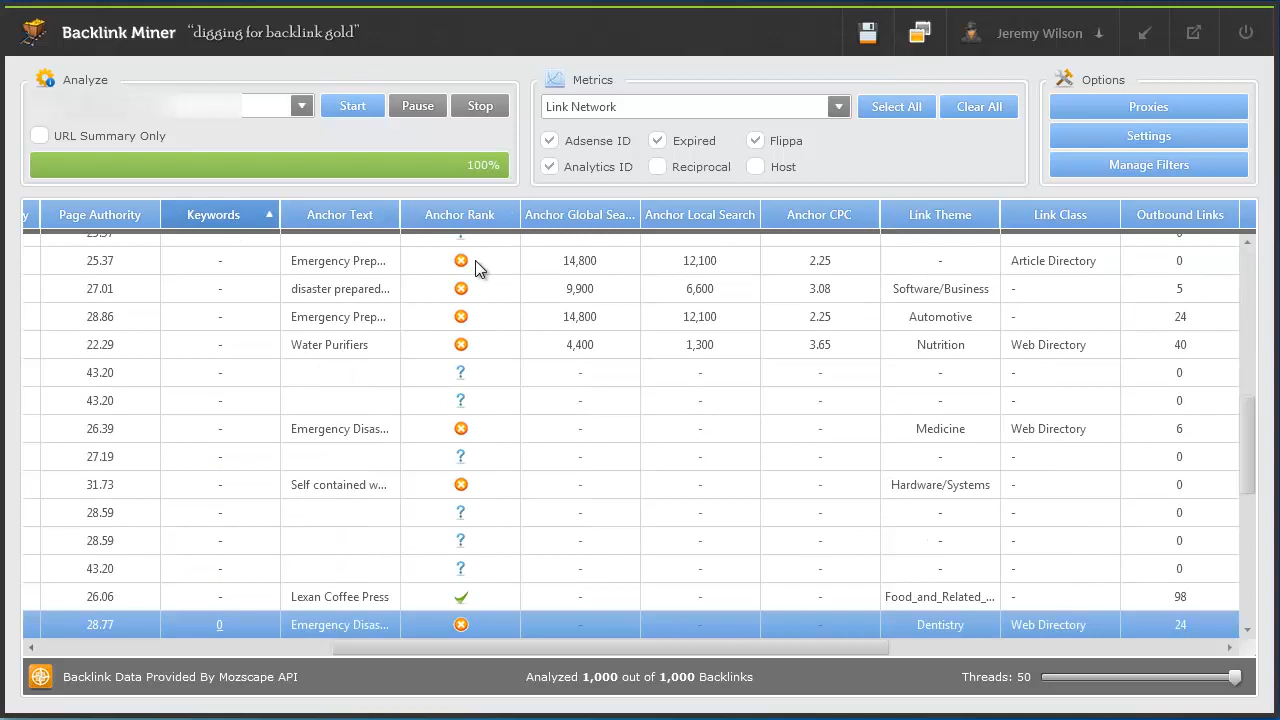 Backlink Miner “digging for backlink gold” Jeremy Wilson
Analyze
Start Pause Stop
URL Summary Only
100%
Metrics
Link Network Select All Clear All
Adsense ID Expired Flippa
Analytics ID Reciprocal Host
Options
Proxies
Settings
Manage Filters
y Page Authority Keywords Anchor Text Anchor Rank Anchor Global Sea... Anchor Local Search Anchor CPC Link Theme Link Class Outbound Links
25.37 - Emergency Prep... 14,800 12,100 2.25 - Article Directory 0
27.01 - disaster prepared... 9,900 6,600 3.08 Software/Business - 5
28.86 - Emergency Prep... 14,800 12,100 2.25 Automotive - 24
22.29 - Water Purifiers 4,400 1,300 3.65 Nutrition Web Directory 40
43.20 - ? - - - - - 0
43.20 - ? - - - - - 0
26.39 - Emergency Disas... - - - Medicine Web Directory 6
27.19 - ? - - - - - 0
31.73 - Self contained w... - - - Hardware/Systems - 0
28.59 - ? - - - - - 0
28.59 - ? - - - - - 0
43.20 - ? - - - - - 0
26.06 - Lexan Coffee Press - - - Food_and_Related_... - 98
28.77 0 Emergency Disas... - - - Dentistry Web Directory 24
Backlink Data Provided By Mozscape API Analyzed 1,000 out of 1,000 Backlinks Threads: 50